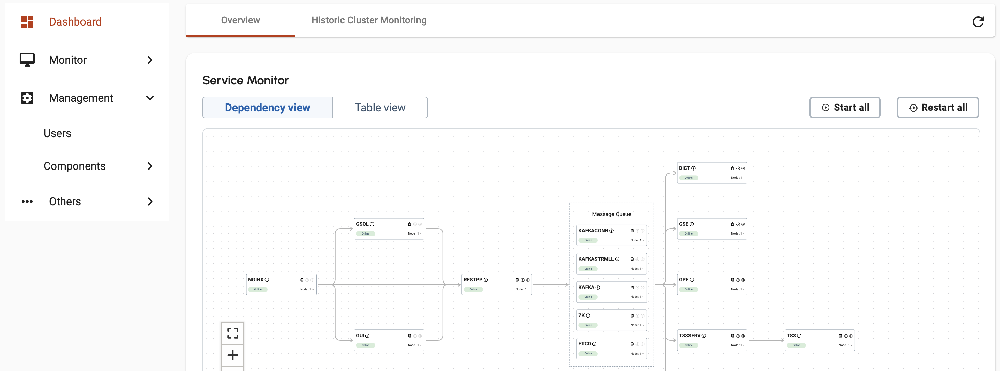 Dashboard
Monitor
Management
Users
Components
Others
Overview
Historic Cluster Monitoring
Service Monitor
Dependency view
Table view
Start all
Restart all
NGINX
Online
Node : 1
GSQL
Online
Node : 1
GUI
Online
Node : 1
RESTPP
Online
Node : 1
Message Queue
KAFKACONN
Online
Node : 1
KAFKASTRMLL
Online
Node : 1
KAFKA
Online
Node : 1
ZK
Online
Node : 1
ETCD
Online
Node : 1
DICT
Online
Node : 1
GSE
Online
Node : 1
GPE
Online
Node : 1
TS3SERV
Online
Node : 1
TS3
Online
Node : 1